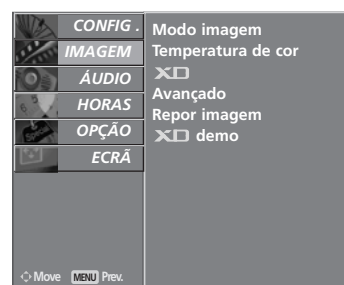 CONFIG .
IMAGEM
ÁUDIO
HORAS
OPÇÃO
ECRÃ
Modo imagem
Temperatura de cor
XD
Avançado
Repor imagem
XD demo
Move MENU Prev.